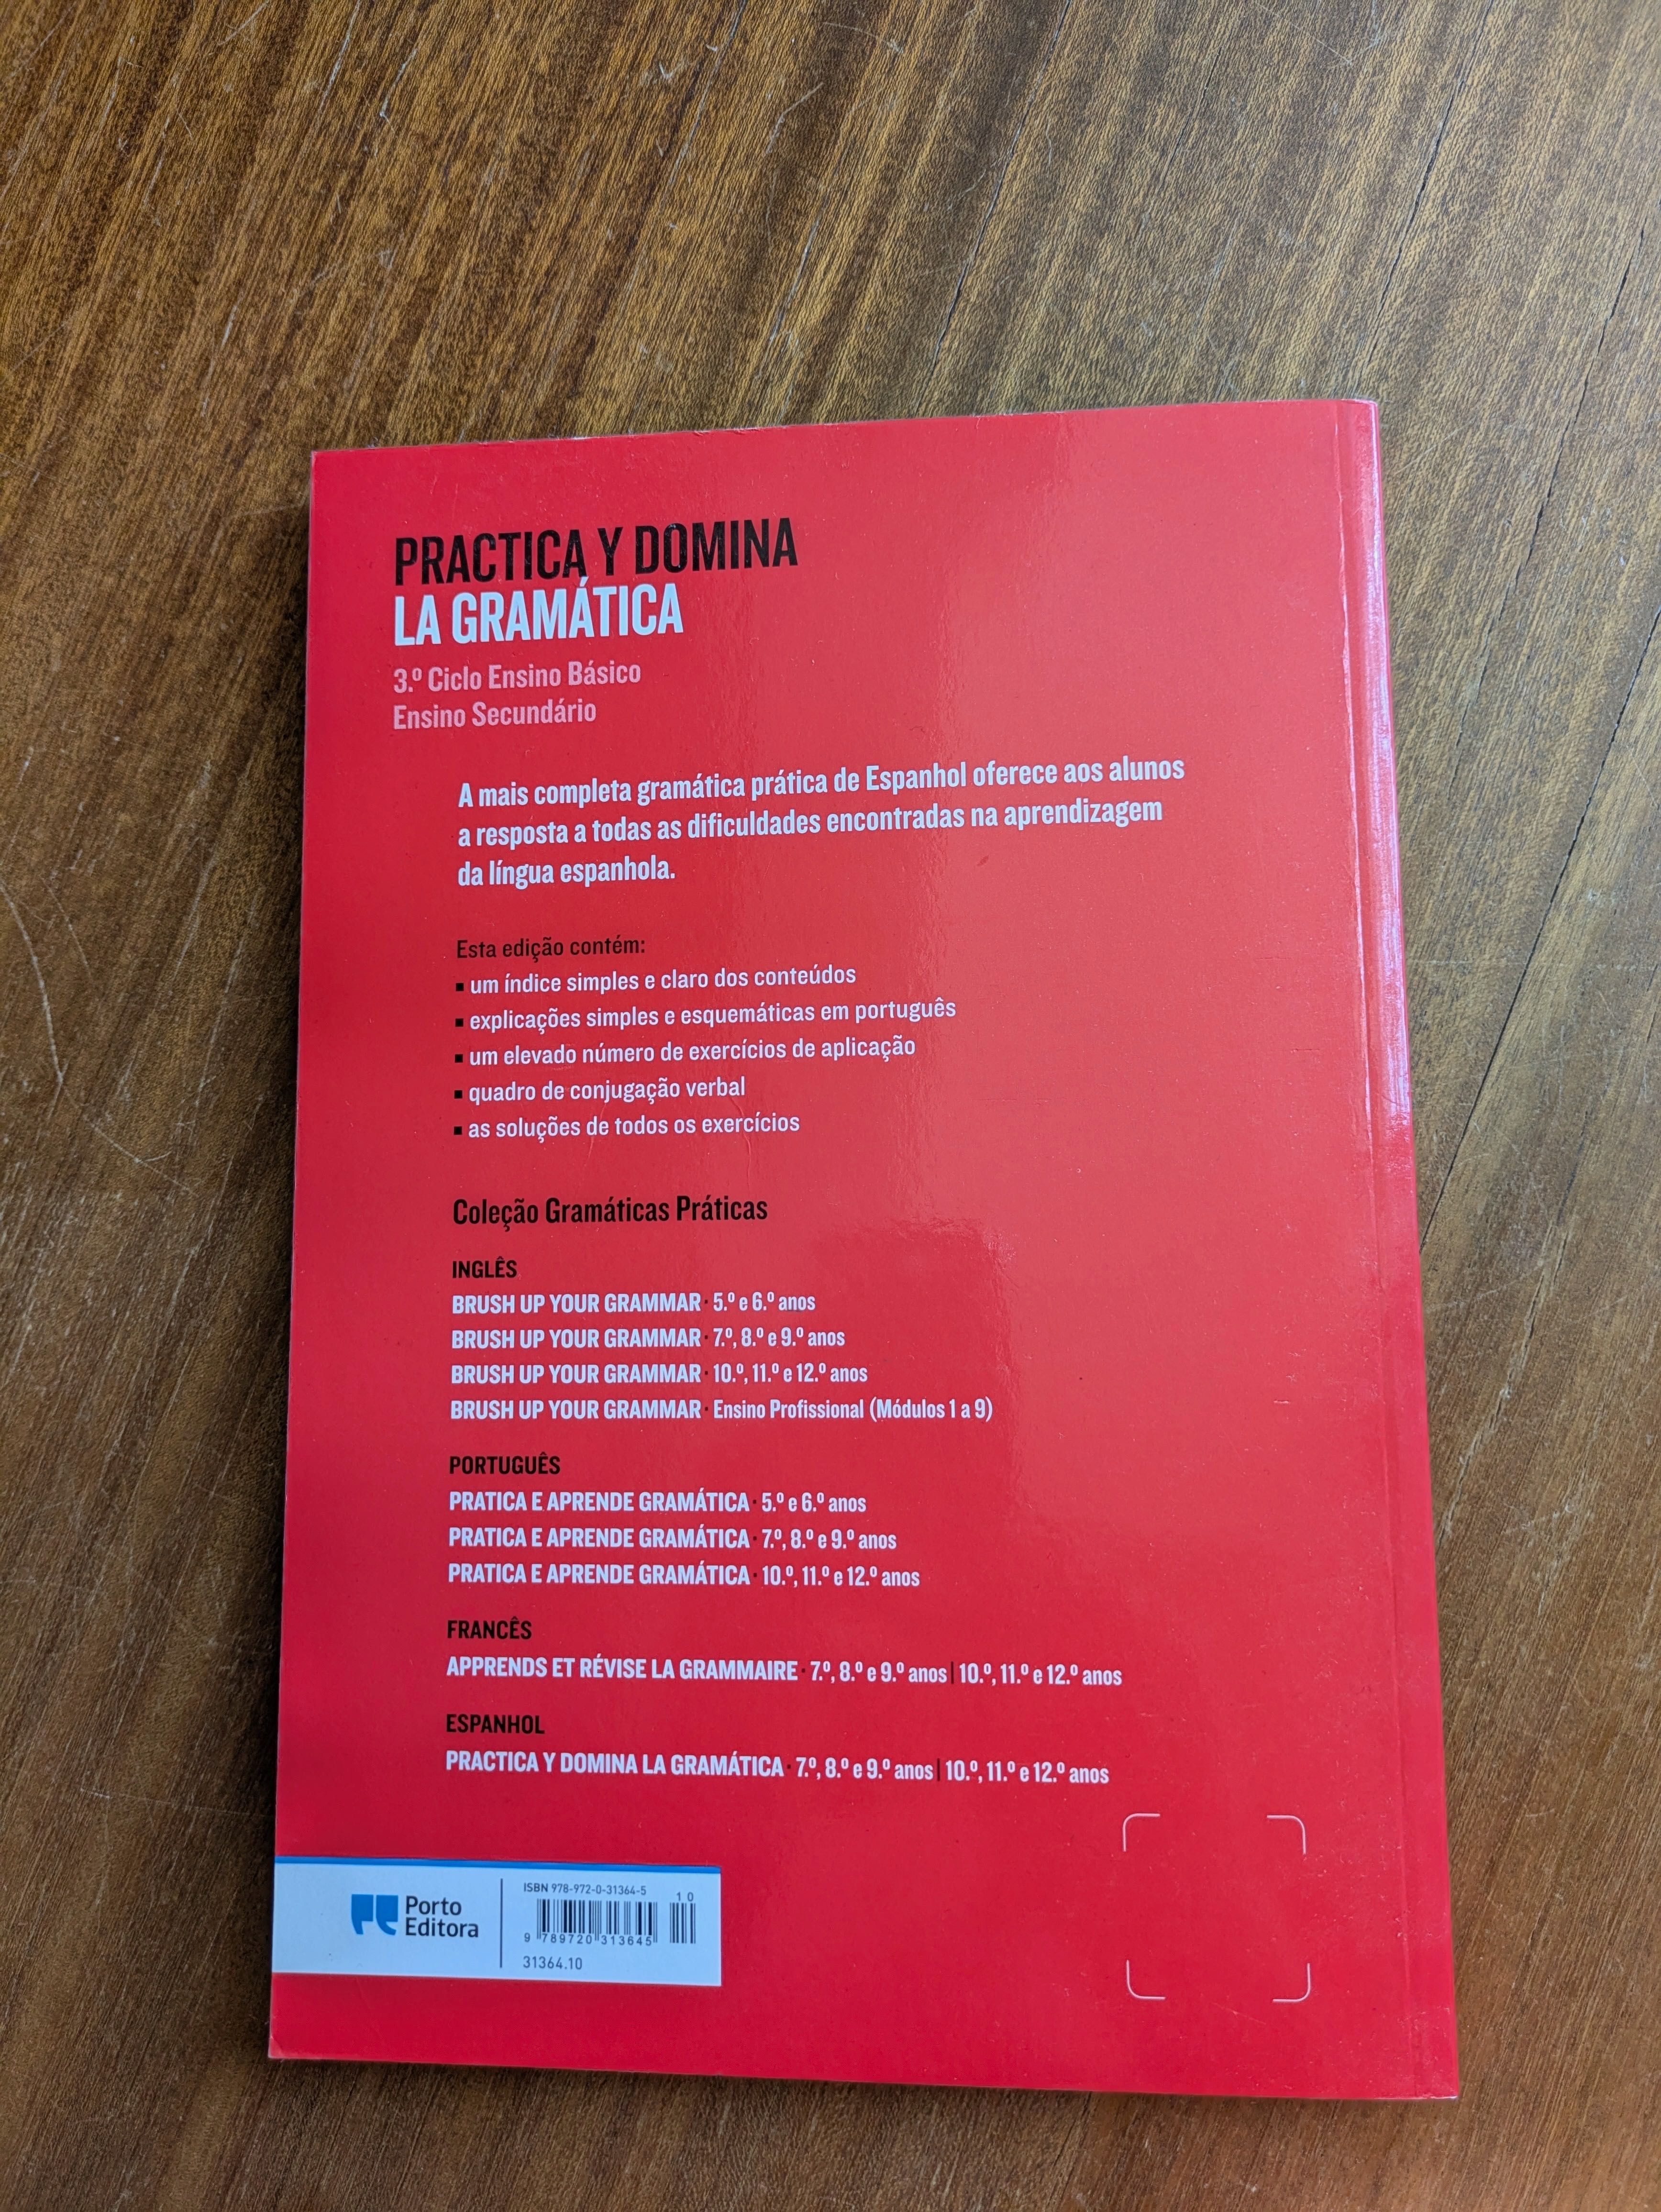 PRACTICA Y DOMINA
LA GRAMÁTICA
3.º Ciclo Ensino Básico
Ensino Secundário
A mais completa gramática prática de Espanhol oferece aos alunos
a resposta a todas as dificuldades encontradas na aprendizagem
da língua espanhola.
Esta edição contém:
▪ um índice simples e claro dos conteúdos
▪ explicações simples e esquemáticas em português
▪ um elevado número de exercícios de aplicação
▪ quadro de conjugação verbal
▪ as soluções de todos os exercícios
Coleção Gramáticas Práticas
INGLÊS
BRUSH UP YOUR GRAMMAR · 5.º e 6.º anos
BRUSH UP YOUR GRAMMAR · 7.º, 8.º e 9.º anos
BRUSH UP YOUR GRAMMAR · 10.º, 11.º e 12.º anos
BRUSH UP YOUR GRAMMAR · Ensino Profissional (Módulos 1 a 9)
PORTUGUÊS
PRATICA E APRENDE GRAMÁTICA · 5.º e 6.º anos
PRATICA E APRENDE GRAMÁTICA · 7.º, 8.º e 9.º anos
PRATICA E APRENDE GRAMÁTICA · 10.º, 11.º e 12.º anos
FRANCÊS
APPRENDS ET RÉVISE LA GRAMMAIRE · 7.º, 8.º e 9.º anos | 10.º, 11.º e 12.º anos
ESPANHOL
PRACTICA Y DOMINA LA GRAMÁTICA · 7.º, 8.º e 9.º anos | 10.º, 11.º e 12.º anos
Porto
Editora
ISBN 978-972-0-31364-5
10
9 789720 313645
31364.10